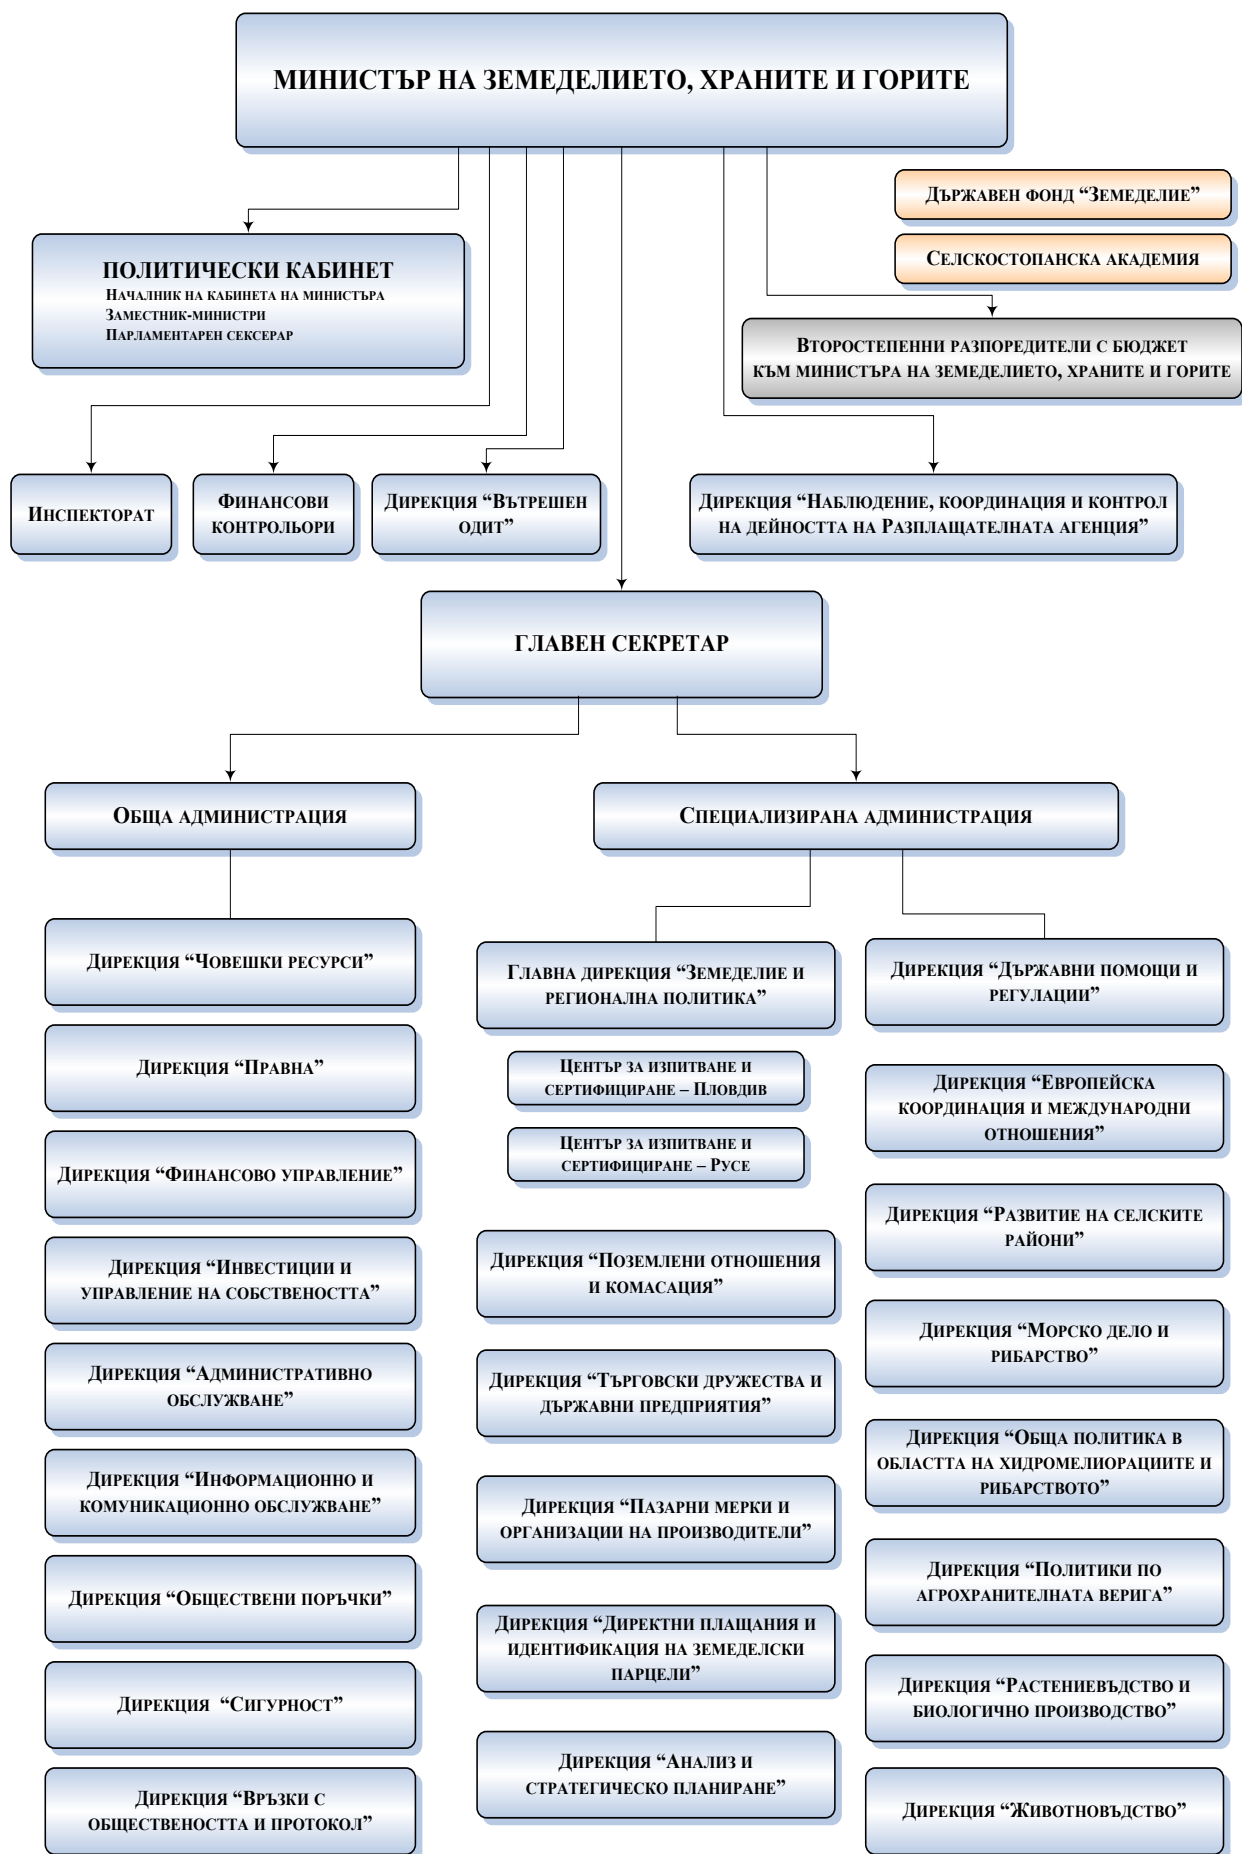 МИНИСТЪР НА ЗЕМЕДЕЛИЕТО, ХРАНИТЕ И ГОРИТЕ
ДЪРЖАВЕН ФОНД “ЗЕМЕДЕЛИЕ”
СЕЛСКОСТОПАНСКА АКАДЕМИЯ
ПОЛИТИЧЕСКИ КАБИНЕТ
НАЧАЛНИК НА КАБИНЕТА НА МИНИСТЪРА
ЗАМЕСТНИК-МИНИСТРИ
ПАРЛАМЕНТАРЕН СЕКСЕРАР
ВТОРОСТЕПЕННИ РАЗПОРЕДИТЕЛИ С БЮДЖЕТ
КЪМ МИНИСТЪРА НА ЗЕМЕДЕЛИЕТО, ХРАНИТЕ И ГОРИТЕ
ИНСПЕКТОРАТ
ФИНАНСОВИ
КОНТРОЛЬОРИ
ДИРЕКЦИЯ “ВЪТРЕШЕН
ОДИТ”
ДИРЕКЦИЯ “НАБЛЮДЕНИЕ, КООРДИНАЦИЯ И КОНТРОЛ
НА ДЕЙНОСТТА НА РАЗПЛАЩАТЕЛНАТА АГЕНЦИЯ”
ГЛАВЕН СЕКРЕТАР
ОБЩА АДМИНИСТРАЦИЯ
СПЕЦИАЛИЗИРАНА АДМИНИСТРАЦИЯ
ДИРЕКЦИЯ “ЧОВЕШКИ РЕСУРСИ”
ДИРЕКЦИЯ “ПРАВНА”
ДИРЕКЦИЯ “ФИНАНСОВО УПРАВЛЕНИЕ”
ДИРЕКЦИЯ “ИНВЕСТИЦИИ И
УПРАВЛЕНИЕ НА СОБСТВЕНОСТТА”
ДИРЕКЦИЯ “АДМИНИСТРАТИВНО
ОБСЛУЖВАНЕ”
ДИРЕКЦИЯ “ИНФОРМАЦИОННО И
КОМУНИКАЦИОННО ОБСЛУЖВАНЕ”
ДИРЕКЦИЯ “ОБЩЕСТВЕНИ ПОРЪЧКИ”
ДИРЕКЦИЯ “СИГУРНОСТ”
ДИРЕКЦИЯ “ВРЪЗКИ С
ОБЩЕСТВЕНОСТТА И ПРОТОКОЛ”
ГЛАВНА ДИРЕКЦИЯ “ЗЕМЕДЕЛИЕ И
РЕГИОНАЛНА ПОЛИТИКА”
ЦЕНТЪР ЗА ИЗПИТВАНЕ И
СЕРТИФИЦИРАНЕ – ПЛОВДИВ
ЦЕНТЪР ЗА ИЗПИТВАНЕ И
СЕРТИФИЦИРАНЕ – РУСЕ
ДИРЕКЦИЯ “ПОЗЕМЛЕНИ ОТНОШЕНИЯ
И КОМАСАЦИЯ”
ДИРЕКЦИЯ “ТЪРГОВСКИ ДРУЖЕСТВА И
ДЪРЖАВНИ ПРЕДПРИЯТИЯ”
ДИРЕКЦИЯ “ПАЗАРНИ МЕРКИ И
ОРГАНИЗАЦИИ НА ПРОИЗВОДИТЕЛИ”
ДИРЕКЦИЯ “ДИРЕКТНИ ПЛАЩАНИЯ И
ИДЕНТИФИКАЦИЯ НА ЗЕМЕДЕЛСКИ
ПАРЦЕЛИ”
ДИРЕКЦИЯ “АНАЛИЗ И
СТРАТЕГИЧЕСКО ПЛАНИРАНЕ”
ДИРЕКЦИЯ “ДЪРЖАВНИ ПОМОЩИ И
РЕГУЛАЦИИ”
ДИРЕКЦИЯ “ЕВРОПЕЙСКА
КООРДИНАЦИЯ И МЕЖДУНАРОДНИ
ОТНОШЕНИЯ”
ДИРЕКЦИЯ “РАЗВИТИЕ НА СЕЛСКИТЕ
РАЙОНИ”
ДИРЕКЦИЯ “МОРСКО ДЕЛО И
РИБАРСТВО”
ДИРЕКЦИЯ “ОБЩА ПОЛИТИКА В
ОБЛАСТТА НА ХИДРОМЕЛИОРАЦИИТЕ И
РИБАРСТВОТО”
ДИРЕКЦИЯ “ПОЛИТИКИ ПО
АГРОХРАНИТЕЛНАТА ВЕРИГА”
ДИРЕКЦИЯ “РАСТЕНИЕВЪДСТВО И
БИОЛОГИЧНО ПРОИЗВОДСТВО”
ДИРЕКЦИЯ “ЖИВОТНОВЪДСТВО”